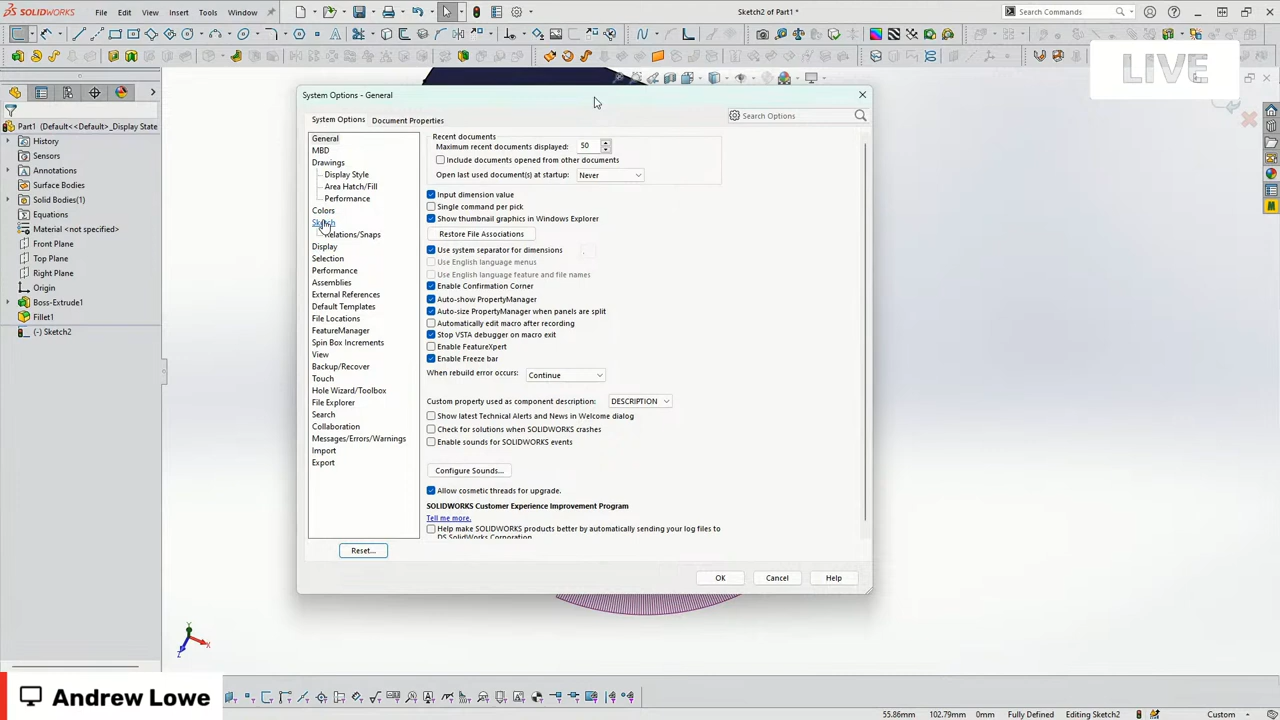 SOLIDWORKS
File
Edit
View
Insert
Tools
Window
Sketch2 of Part1 *
Search Commands
LIVE
Part1 (Default<<Default>_Display State
History
Sensors
Annotations
Surface Bodies
Solid Bodies(1)
Equations
Material <not specified>
Front Plane
Top Plane
Right Plane
Origin
Boss-Extrude1
Fillet1
(-) Sketch2
System Options - General
System Options
Document Properties
Search Options
General
MBD
Drawings
Display Style
Area Hatch/Fill
Performance
Colors
Sketch
Relations/Snaps
Display
Selection
Performance
Assemblies
External References
Default Templates
File Locations
FeatureManager
Spin Box Increments
View
Backup/Recover
Touch
Hole Wizard/Toolbox
File Explorer
Search
Collaboration
Messages/Errors/Warnings
Import
Export
Reset...
Recent documents
Maximum recent documents displayed: 50
Include documents opened from other documents
Open last used document(s) at startup: Never
Input dimension value
Single command per pick
Show thumbnail graphics in Windows Explorer
Restore File Associations
Use system separator for dimensions
Use English language menus
Use English language feature and file names
Enable Confirmation Corner
Auto-show PropertyManager
Auto-size PropertyManager when panels are split
Automatically edit macro after recording
Stop VSTA debugger on macro exit
Enable FeatureXpert
Enable Freeze bar
When rebuild error occurs: Continue
Custom property used as component description: DESCRIPTION
Show latest Technical Alerts and News in Welcome dialog
Check for solutions when SOLIDWORKS crashes
Enable sounds for SOLIDWORKS events
Configure Sounds...
Allow cosmetic threads for upgrade.
SOLIDWORKS Customer Experience Improvement Program
Tell me more.
Help make SOLIDWORKS products better by automatically sending your log files to
DS SolidWorks Corporation.
OK
Cancel
Help
Y
X
Z
Andrew Lowe
55.86mm 102.79mm 0mm Fully Defined Editing Sketch2 Custom